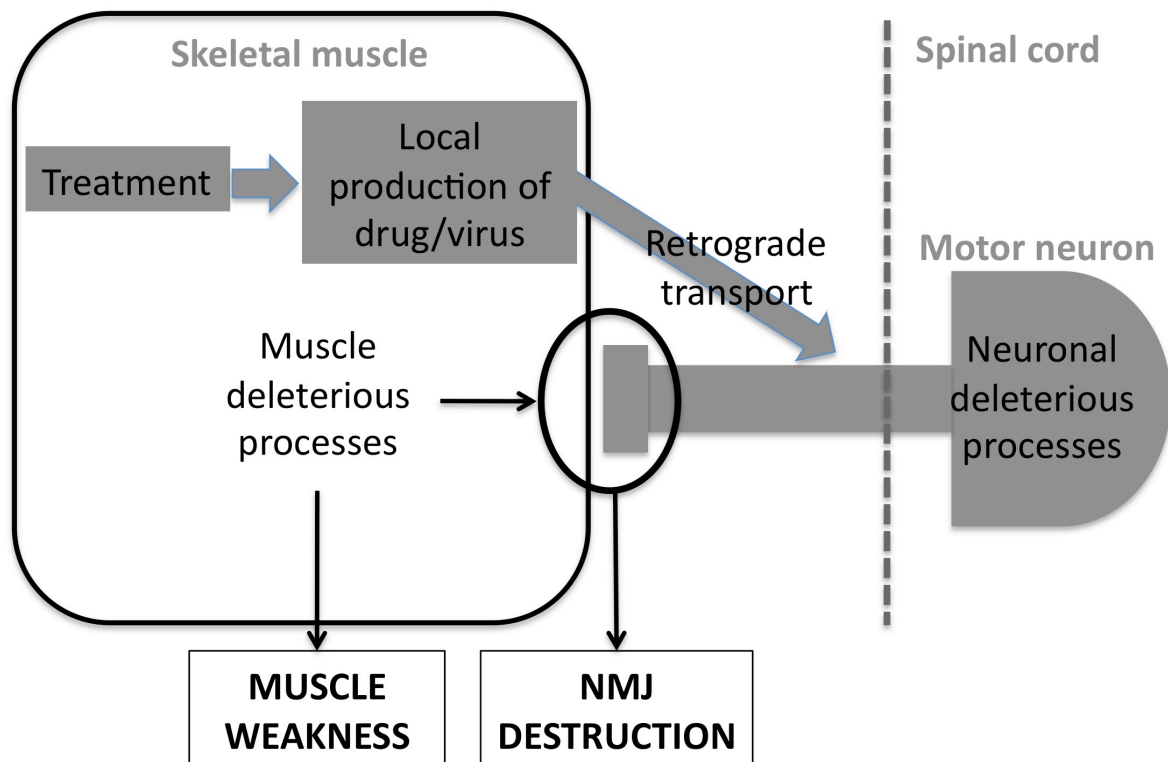 Skeletal muscle
Spinal cord
Treatment
Local
production of
drug/virus
Retrograde
transport
Motor neuron
Muscle
deleterious
processes
Neuronal
deleterious
processes
MUSCLE
WEAKNESS
NMJ
DESTRUCTION